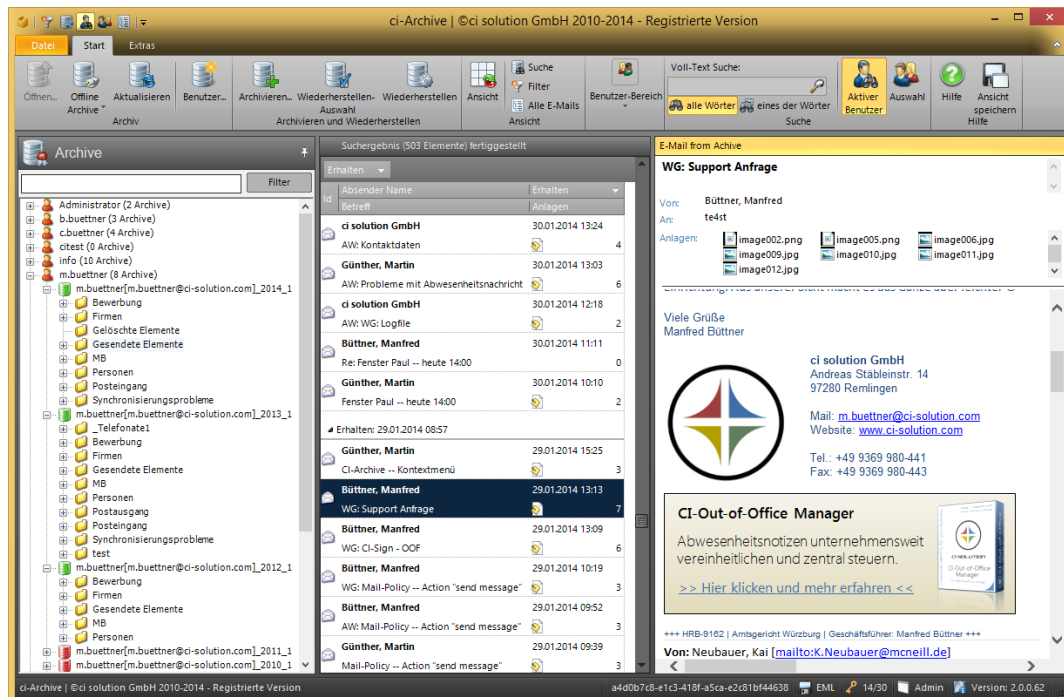 ci-Archive | ©ci solution GmbH 2010-2014 - Registrierte Version
Datei Start Extras
Öffnen... Offline Archive Aktualisieren Benutzer... Archivieren... Wiederherstellen-Auswahl Wiederherstellen Ansicht Suche Filter Alle E-Mails Benutzer-Bereich
Voll-Text Suche:
alle Wörter eines der Wörter
Aktiver Benutzer Auswahl Hilfe Ansicht speichern
Archiv Archivieren und Wiederherstellen Ansicht Suche Hilfe
Archive
Filter
Administrator (2 Archive)
b.buettner (3 Archive)
c.buettner (4 Archive)
citest (0 Archive)
info (10 Archive)
m.buettner (8 Archive)
m.buettner[m.buettner@ci-solution.com]_2014_1
Bewerbung
Firmen
Gelöschte Elemente
Gesendete Elemente
MB
Personen
Posteingang
Synchronisierungsprobleme
m.buettner[m.buettner@ci-solution.com]_2013_1
_Telefonate1
Bewerbung
Firmen
Gesendete Elemente
MB
Personen
Postausgang
Posteingang
Synchronisierungsprobleme
test
m.buettner[m.buettner@ci-solution.com]_2012_1
Bewerbung
Firmen
Gesendete Elemente
MB
Personen
m.buettner[m.buettner@ci-solution.com]_2011_1
m.buettner[m.buettner@ci-solution.com]_2010_1
Suchergebnis (503 Elemente) fertiggestellt
Erhalten
Id Absender Name Erhalten
Betreff Anlagen
ci solution GmbH 30.01.2014 13:24
AW: Kontaktdaten 4
Günther, Martin 30.01.2014 13:03
AW: Probleme mit Abwesenheitsnachricht 6
ci solution GmbH 30.01.2014 12:18
AW: WG: Logfile 2
Büttner, Manfred 30.01.2014 11:11
Re: Fenster Paul -- heute 14:00 0
Günther, Martin 30.01.2014 10:10
Fenster Paul -- heute 14:00 2
Erhalten: 29.01.2014 08:57
Günther, Martin 29.01.2014 15:25
CI-Archive -- Kontextmenü 3
Büttner, Manfred 29.01.2014 13:13
WG: Support Anfrage 7
Büttner, Manfred 29.01.2014 13:09
WG: CI-Sign - OOF 6
Büttner, Manfred 29.01.2014 10:19
WG: Mail-Policy -- Action "send message" 3
Büttner, Manfred 29.01.2014 09:52
AW: Mail-Policy -- Action "send message" 3
Günther, Martin 29.01.2014 09:39
Mail-Policy -- Action "send message" 3
E-Mail from Achive
WG: Support Anfrage
Von: Büttner, Manfred
An: te4st
Anlagen: image002.png image005.png image006.jpg
image009.jpg image010.jpg image011.jpg
image012.jpg
Viele Grüße
Manfred Büttner
ci solution GmbH
Andreas Stäbleinstr. 14
97280 Remlingen
Mail: m.buettner@ci-solution.com
Website: www.ci-solution.com
Tel.: +49 9369 980-441
Fax: +49 9369 980-443
CI-Out-of-Office Manager
Abwesenheitsnotizen unternehmensweit
vereinheitlichen und zentral steuern.
>> Hier klicken und mehr erfahren <<
CI-SOLUTION
CI-Out-of-Office
Manager
+++ HRB-9162 | Amtsgericht Würzburg | Geschäftsführer: Manfred Büttner +++
Von: Neubauer, Kai [mailto:K.Neubauer@mcneill.de]
ci-Archive | ©ci solution GmbH 2010-2014 - Registrierte Version a4d0b7c8-e1c3-418f-a5ca-e2c81bf44638 EML 14/30 Admin Version: 2.0.0.62